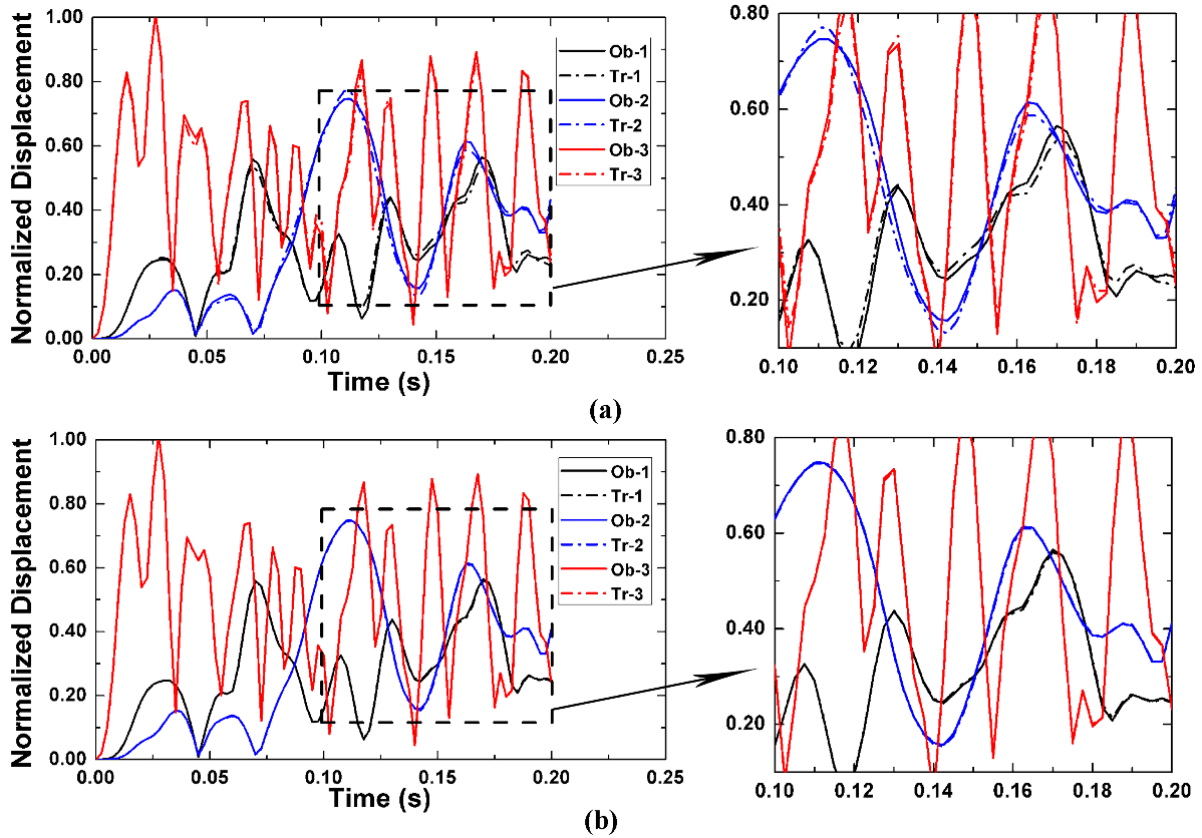 Normalized Displacement
1.00
0.80
0.60
0.40
0.20
0.00
0.00 0.05 0.10 0.15 0.20 0.25
Time (s)
Ob-1
Tr-1
Ob-2
Tr-2
Ob-3
Tr-3
0.80
0.60
0.40
0.20
0.10 0.12 0.14 0.16 0.18 0.20
(a)
Normalized Displacement
1.00
0.80
0.60
0.40
0.20
0.00
0.00 0.05 0.10 0.15 0.20 0.25
Time (s)
Ob-1
Tr-1
Ob-2
Tr-2
Ob-3
Tr-3
0.80
0.60
0.40
0.20
0.10 0.12 0.14 0.16 0.18 0.20
(b)